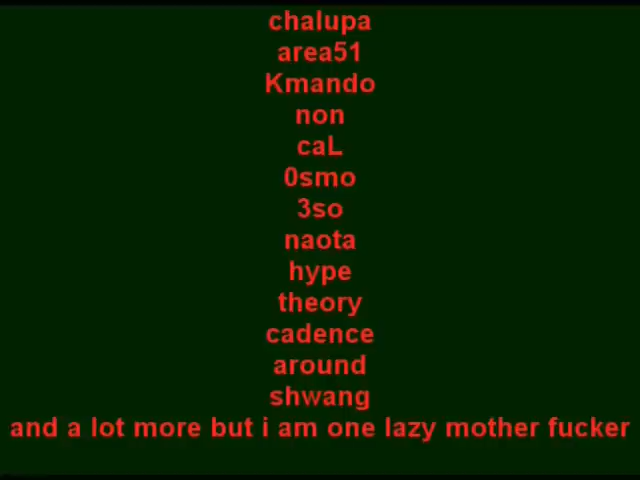 chalupa
area51
Kmando
non
caL
0smo
3so
naota
hype
theory
cadence
around
shwang
and a lot more but i am one lazy mother fucker